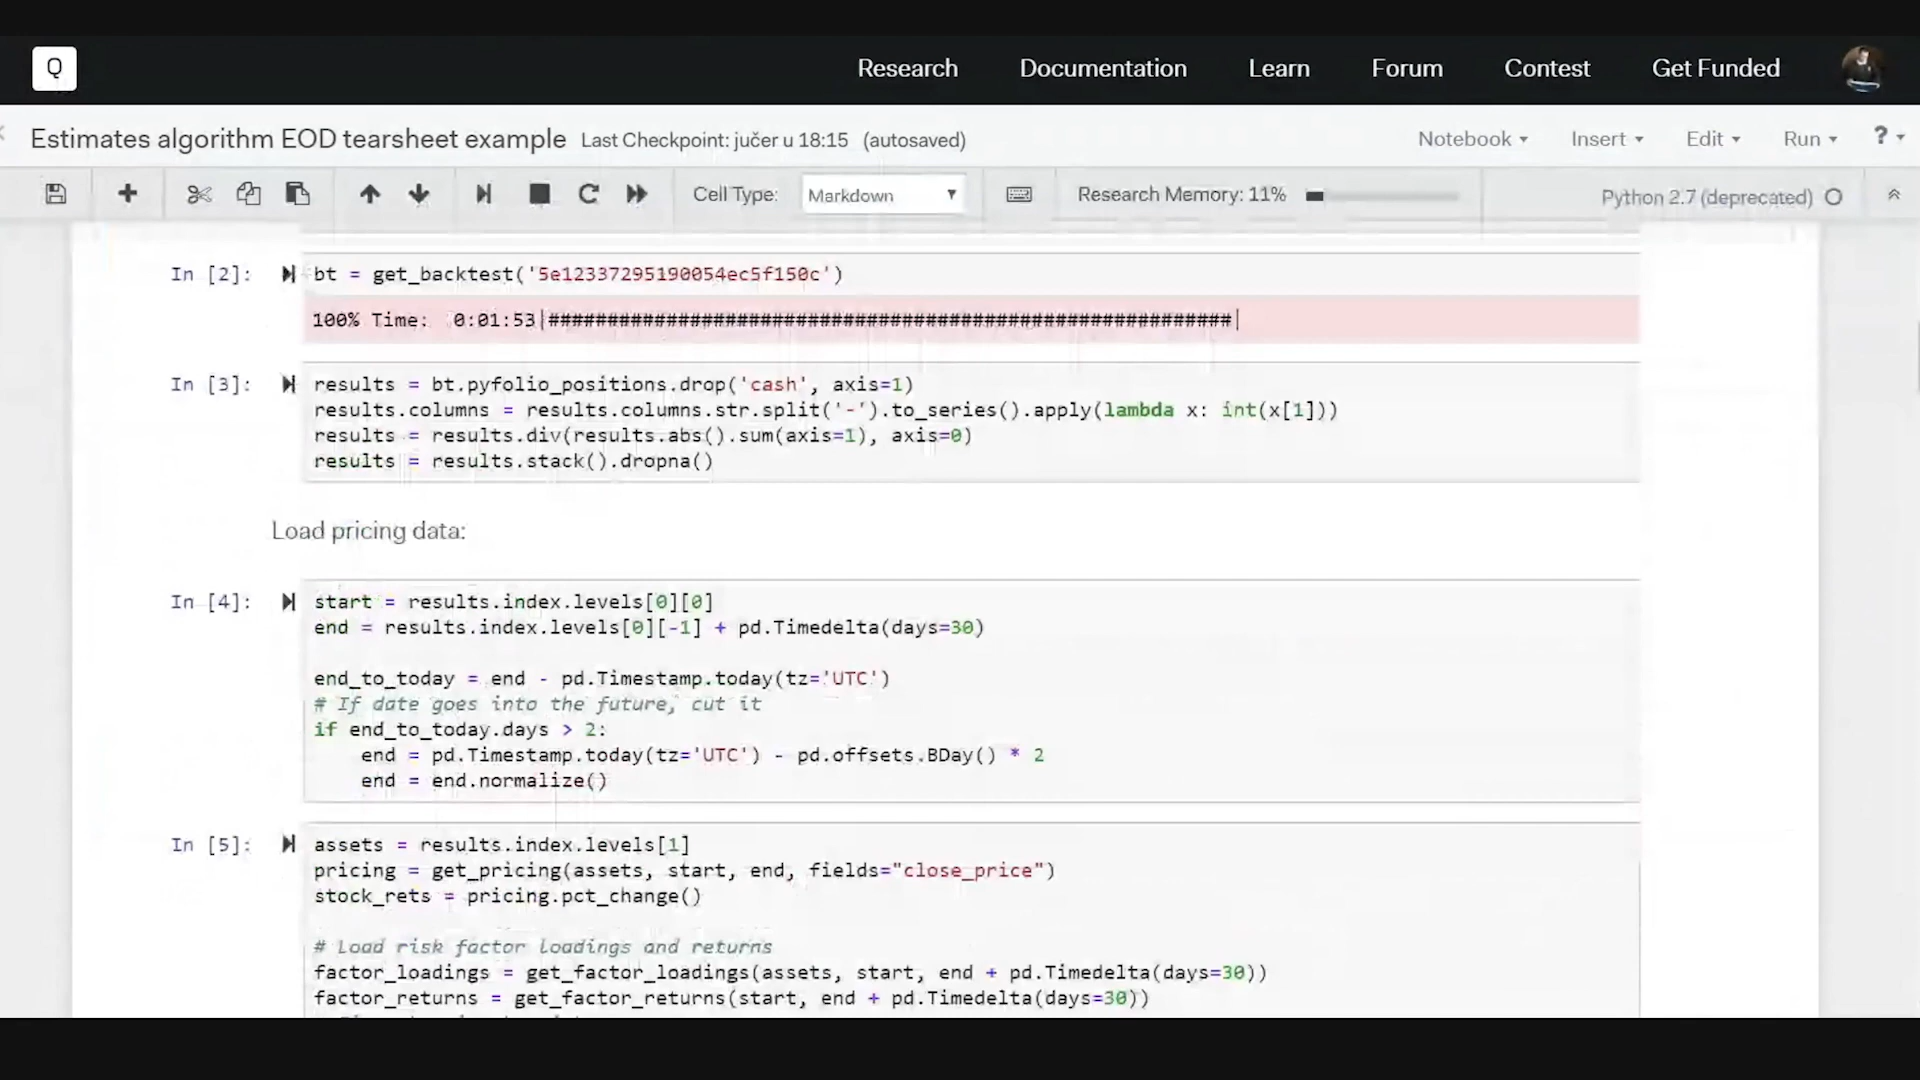 Q
Research Documentation Learn Forum Contest Get Funded
Estimates algorithm EOD tearsheet example Last Checkpoint: jučer u 18:15 (autosaved) Notebook Insert Edit Run ?
Cell Type: Markdown Research Memory: 11% Python 2.7 (deprecated)
In [2]: bt = get_backtest('5e12337295190054ec5f150c')
100% Time: 0:01:53|##########################################################|
In [3]: results = bt.pyfolio_positions.drop('cash', axis=1)
results.columns = results.columns.str.split('-').to_series().apply(lambda x: int(x[1]))
results = results.div(results.abs().sum(axis=1), axis=0)
results = results.stack().dropna()
Load pricing data:
In [4]: start = results.index.levels[0][0]
end = results.index.levels[0][-1] + pd.Timedelta(days=30)
end_to_today = end - pd.Timestamp.today(tz='UTC')
# If date goes into the future, cut it
if end_to_today.days > 2:
    end = pd.Timestamp.today(tz='UTC') - pd.offsets.BDay() * 2
    end = end.normalize()
In [5]: assets = results.index.levels[1]
pricing = get_pricing(assets, start, end, fields="close_price")
stock_rets = pricing.pct_change()
# Load risk factor loadings and returns
factor_loadings = get_factor_loadings(assets, start, end + pd.Timedelta(days=30))
factor_returns = get_factor_returns(start, end + pd.Timedelta(days=30))